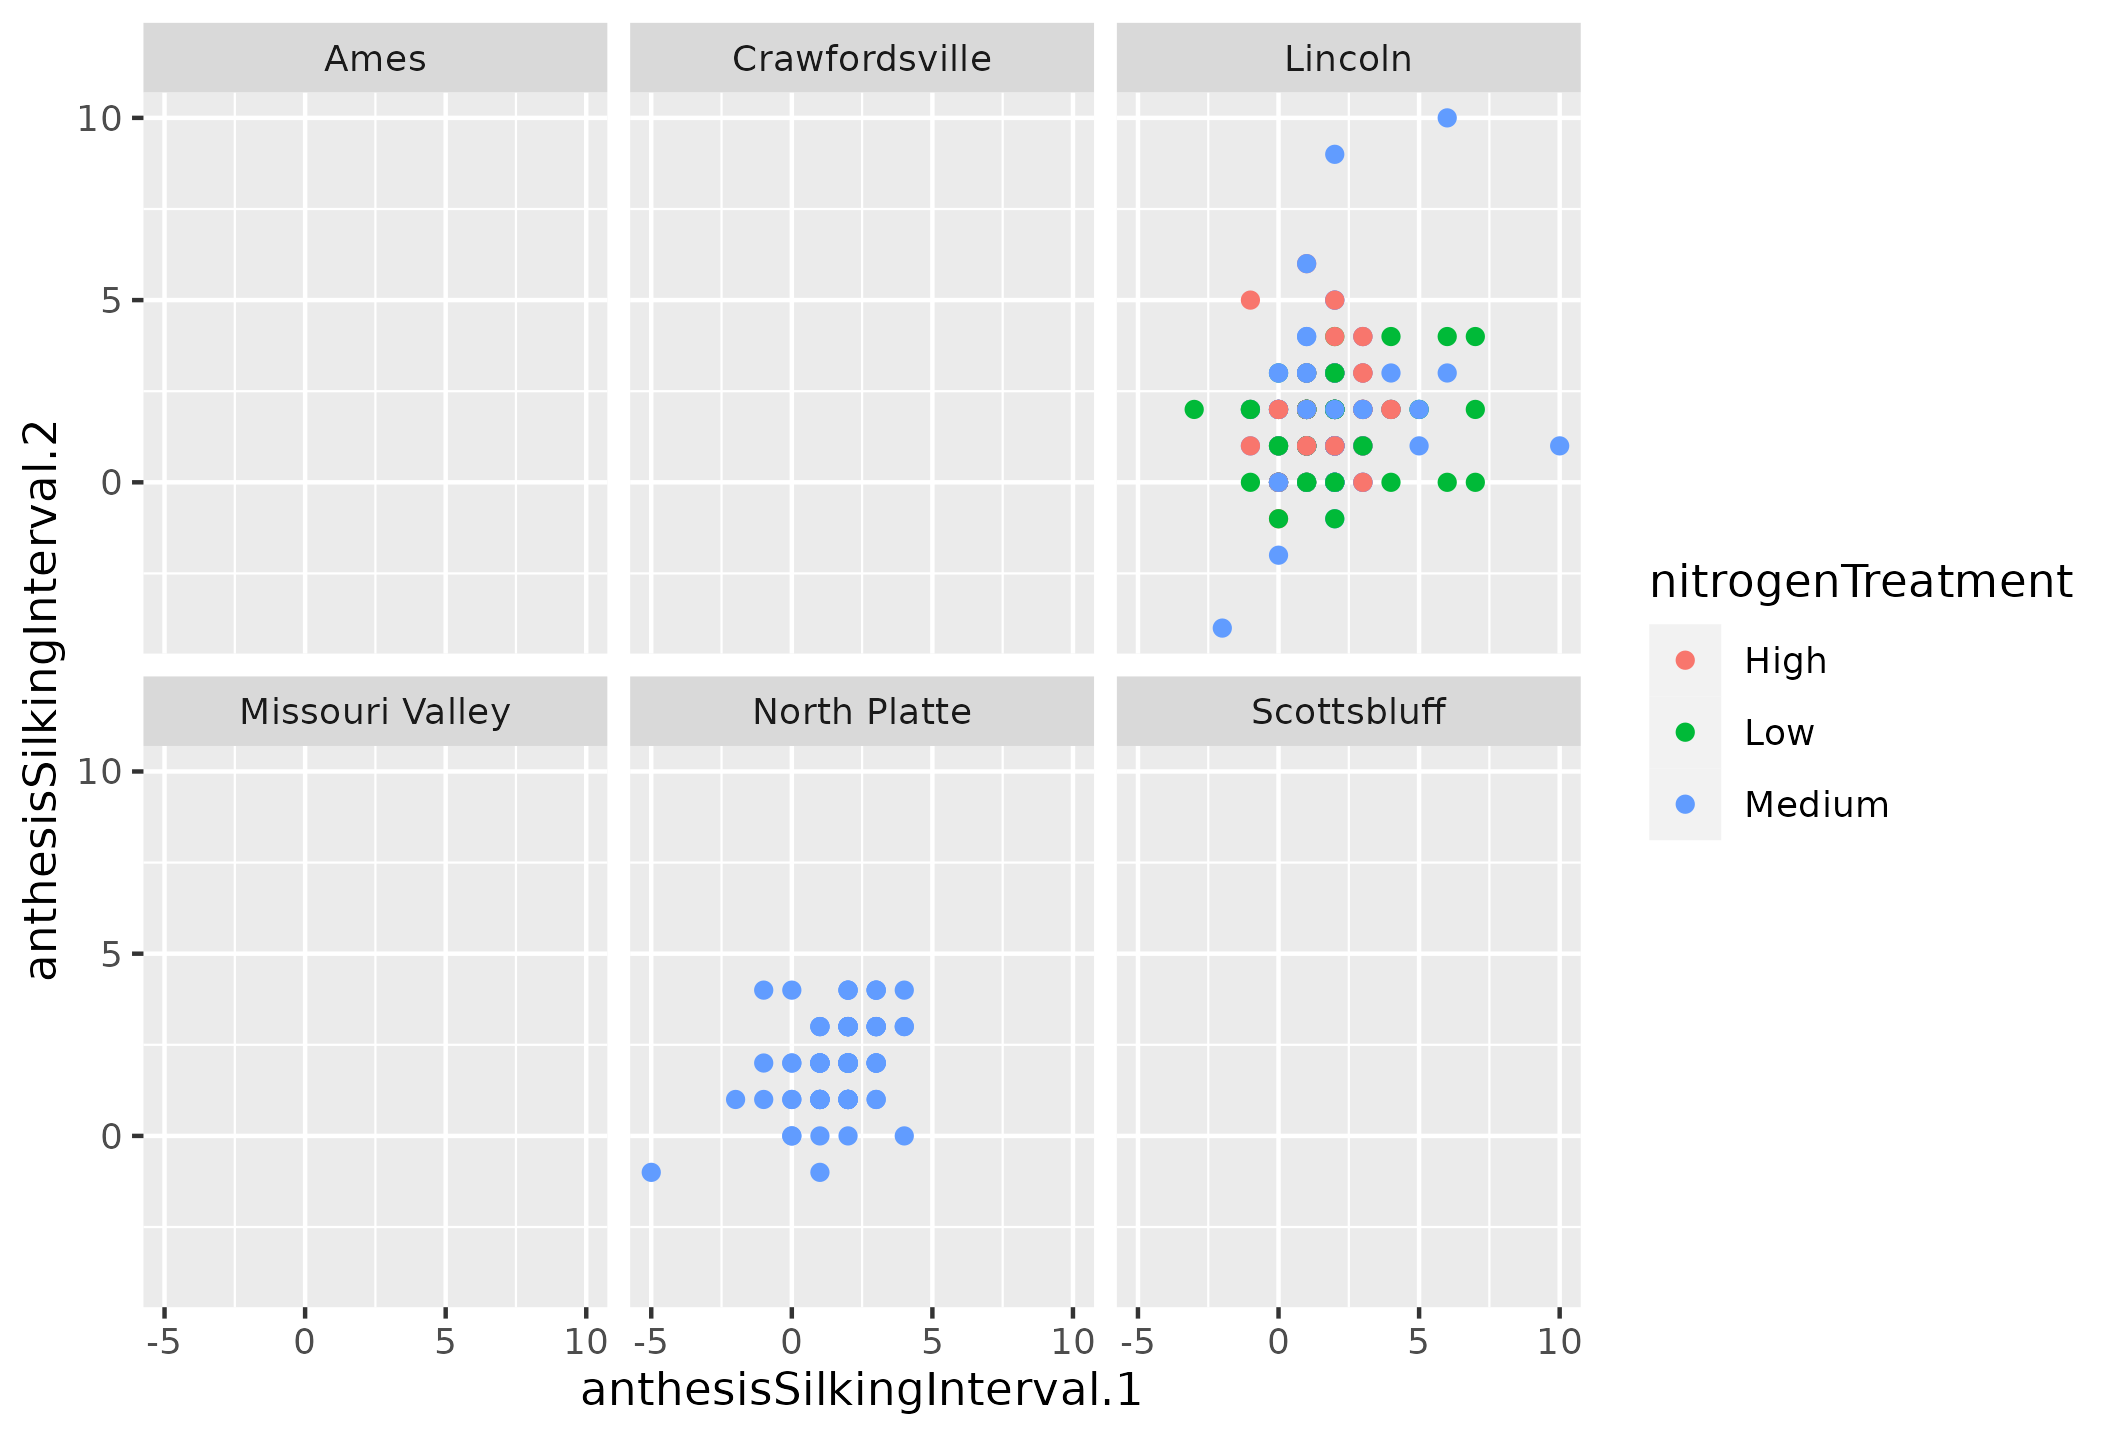 Ames
Crawfordsville
Lincoln
10
5
0
anthesisSilkingInterval.2
nitrogenTreatment
High
Low
Medium
Missouri Valley
North Platte
Scottsbluff
10
5
0
-5 0 5 10 -5 0 5 10 -5 0 5 10
anthesisSilkingInterval.1